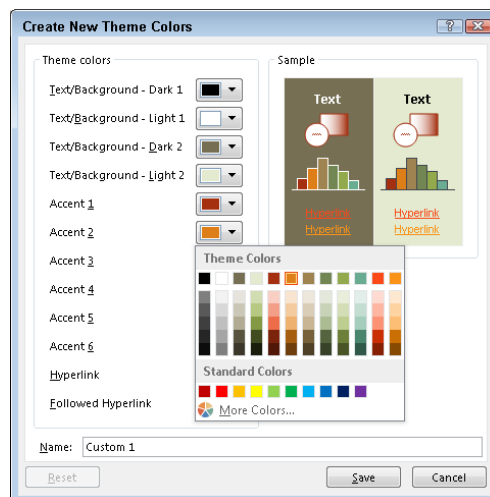 Create New Theme Colors
Theme colors
Text/Background - Dark 1
Text/Background - Light 1
Text/Background - Dark 2
Text/Background - Light 2
Accent 1
Accent 2
Accent 3
Accent 4
Accent 5
Accent 6
Hyperlink
Followed Hyperlink
Sample
Text Text
Hyperlink Hyperlink
Hyperlink Hyperlink
Theme Colors
Standard Colors
More Colors...
Name: Custom 1
Reset Save Cancel